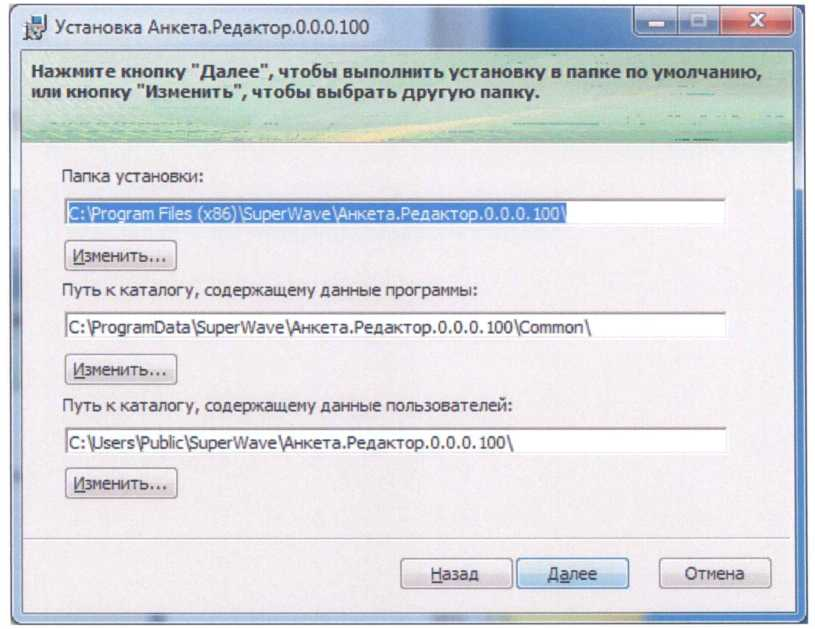 Установка Анкета.Редактор.0.0.0.100
Нажмите кнопку "Далее", чтобы выполнить установку в папке по умолчанию,
или кнопку "Изменить", чтобы выбрать другую папку.
Папка установки:
C:\Program Files (x86)\SuperWave\Анкета.Редактор.0.0.0.100\
Изменить...
Путь к каталогу, содержащему данные программы:
C:\ProgramData\SuperWave\Анкета.Редактор.0.0.0.100\Common\
Изменить...
Путь к каталогу, содержащему данные пользователей:
C:\Users\Public\SuperWave\Анкета.Редактор.0.0.0.100\
Изменить...
Назад Далее Отмена